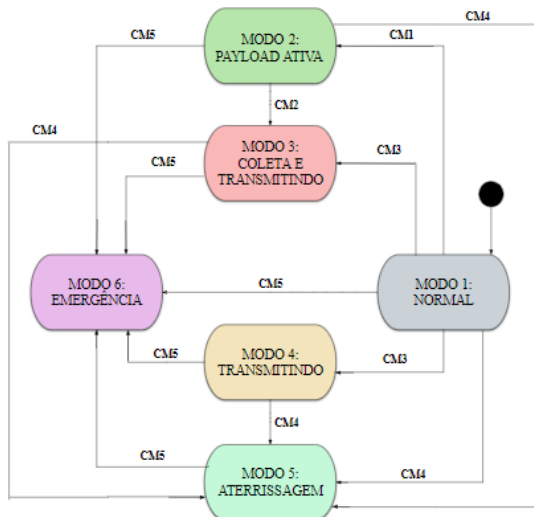 CM4
MODO 2:
PAYLOAD ATIVA
CM5
CM1
CM2
CM4
MODO 3:
COLETA E
TRANSMITINDO
CM3
CM5
MODO 6:
EMERGÊNCIA
CM5
MODO 1:
NORMAL
MODO 4:
TRANSMITINDO
CM5
CM3
CM4
MODO 5:
ATERRISSAGEM
CM5
CM4